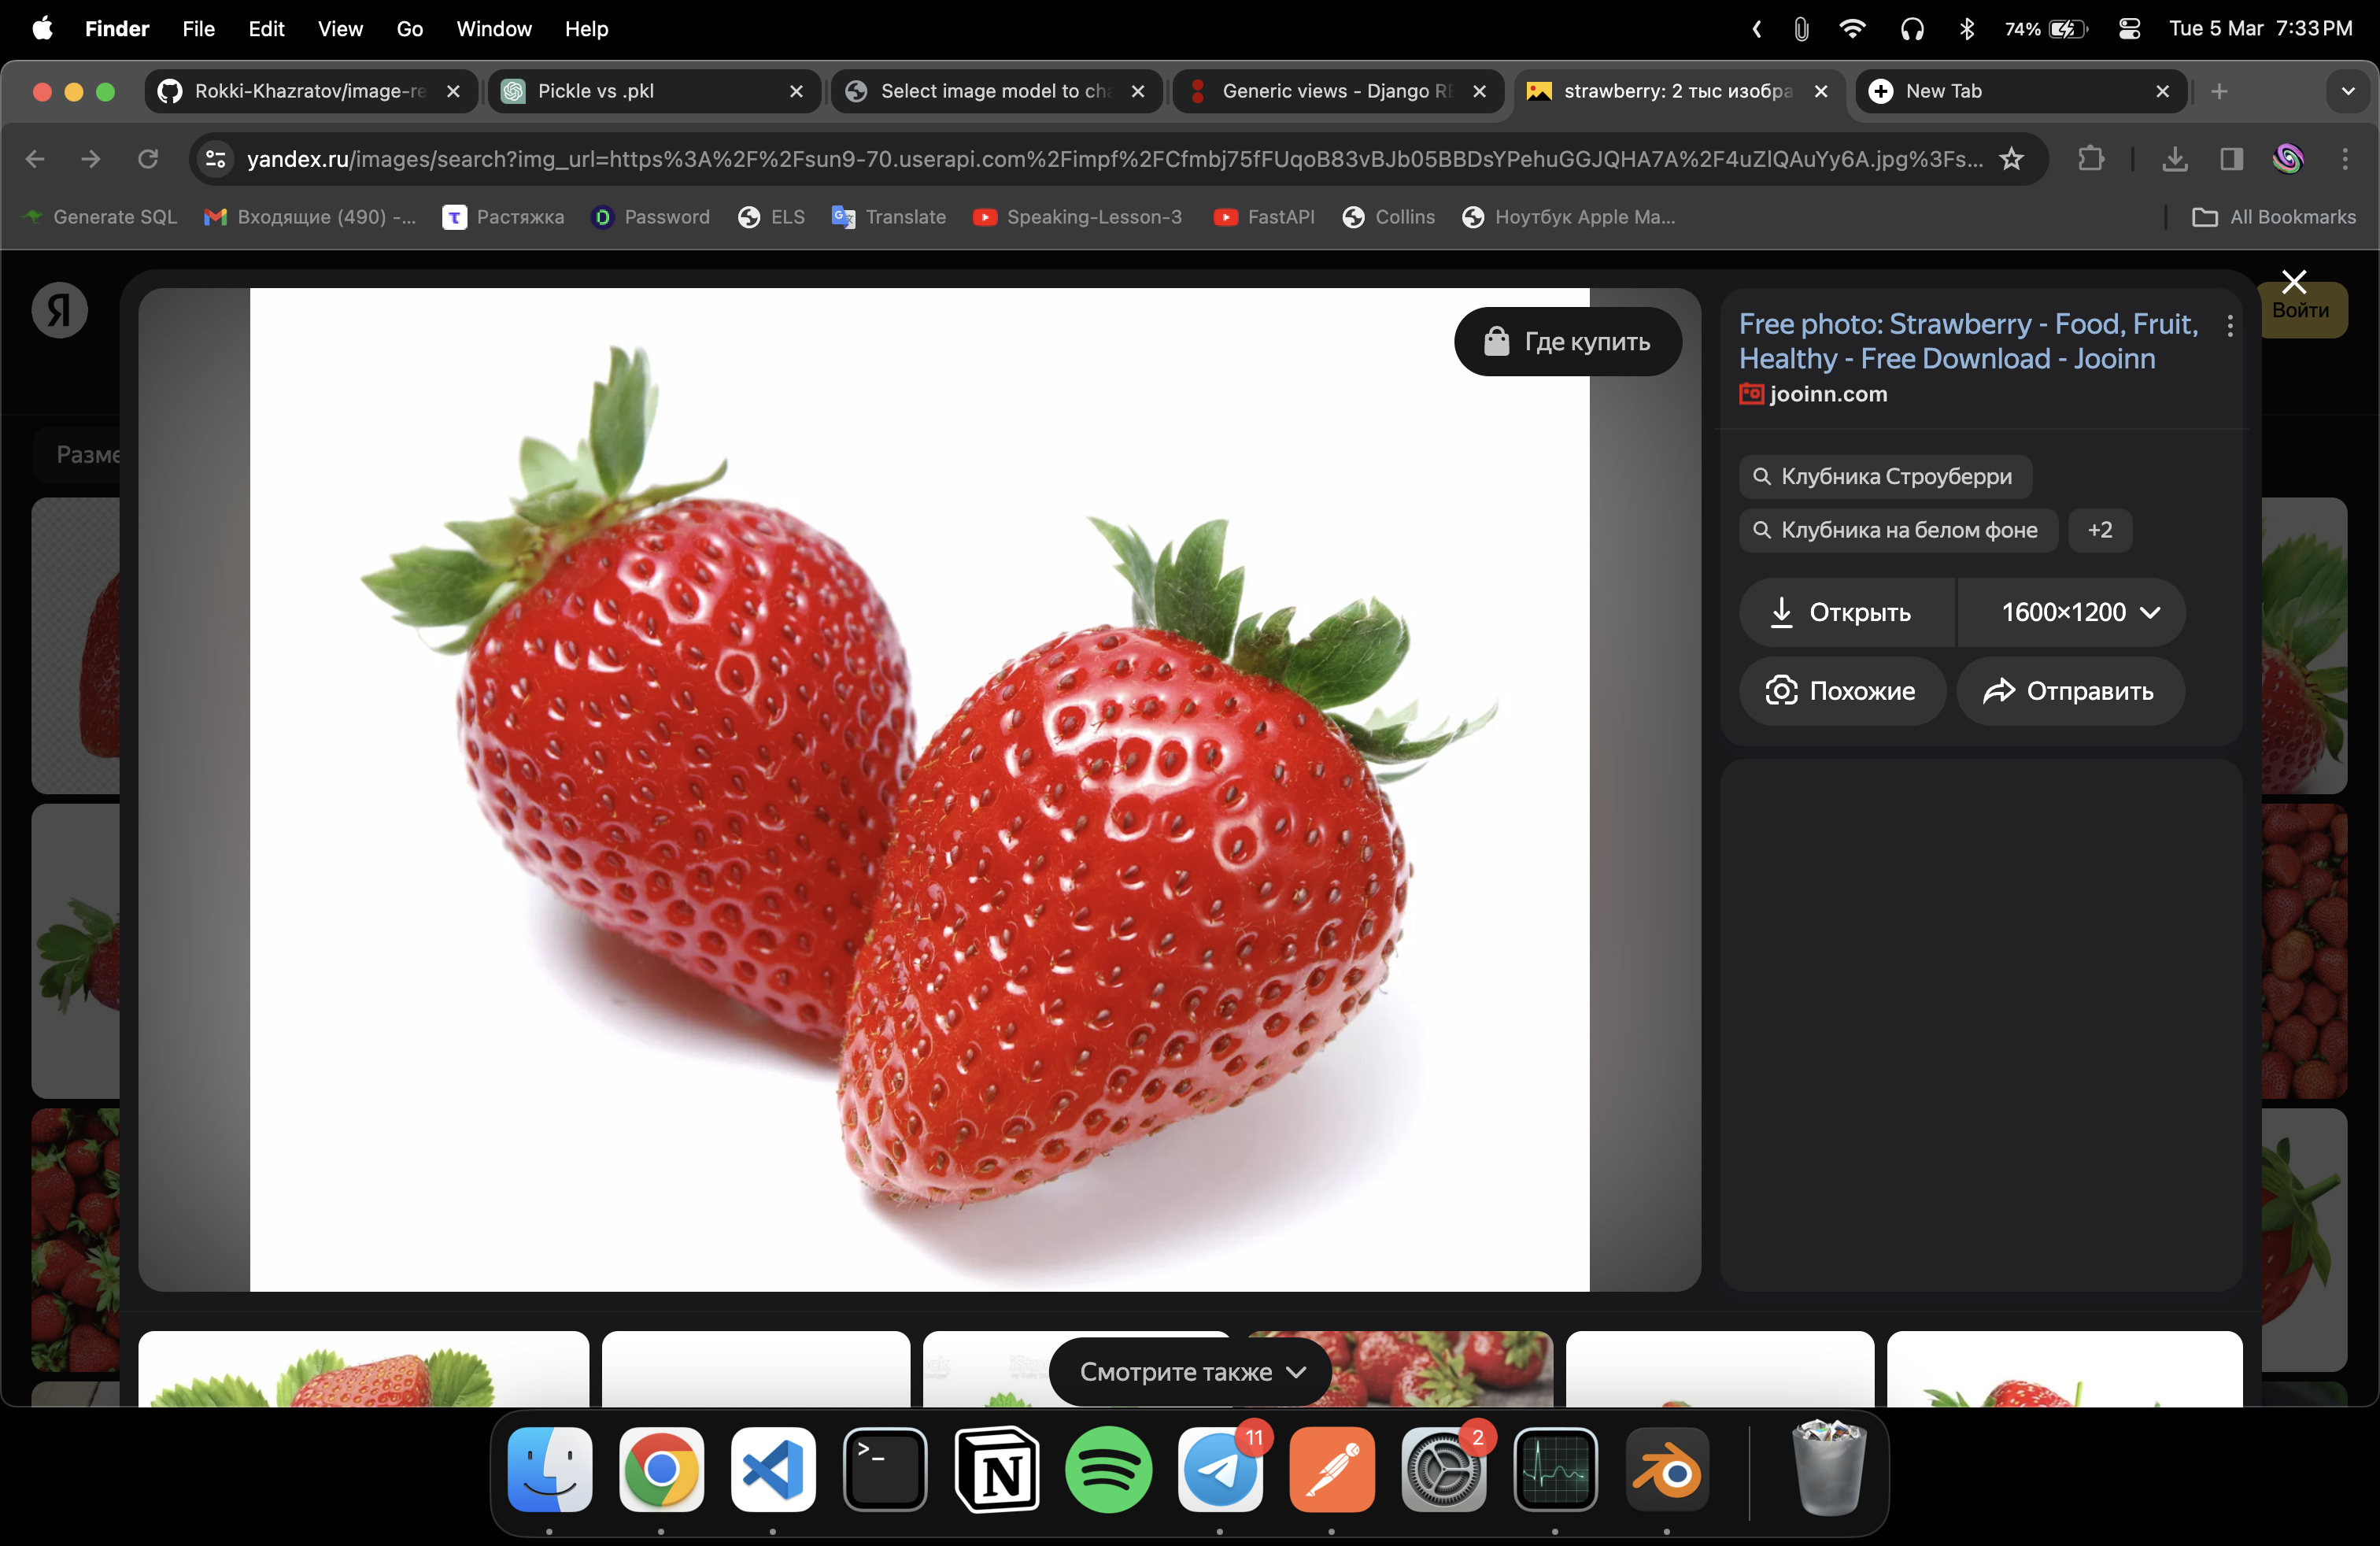 Finder File Edit View Go Window Help 74% Tue 5 Mar 7:33 PM
Rokki-Khazratov/image-re Pickle vs .pkl Select image model to ch Generic views - Django R strawberry: 2 тыс изобра New Tab
yandex.ru/images/search?img_url=https%3A%2F%2Fsun9-70.userapi.com%2Fimpf%2FCfmbj75fFUqoB83vBJb05BBDsYPehuGGJQHA7A%2F4uZlQAuYy6A.jpg%3Fs...
Generate SQL Входящие (490) -... Растяжка Password ELS Translate Speaking-Lesson-3 FastAPI Collins Ноутбук Apple Ma... All Bookmarks
Я
Войти
Где купить
Free photo: Strawberry - Food, Fruit,
Healthy - Free Download - Jooinn
jooinn.com
Разме
Клубника Строуберри
Клубника на белом фоне +2
Открыть 1600×1200
Похожие Отправить
Смотрите также
11
2